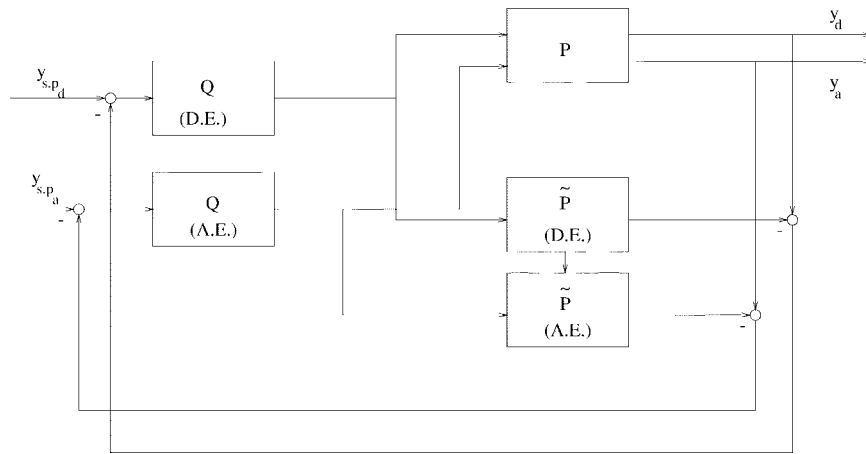 y_d
P
y_{s.p_d}
Q
(D.E.)
y_a
-
y_{s.p_a}
-
Q
(A.E.)
P̃
(D.E.)
-
P̃
(A.E.)
-